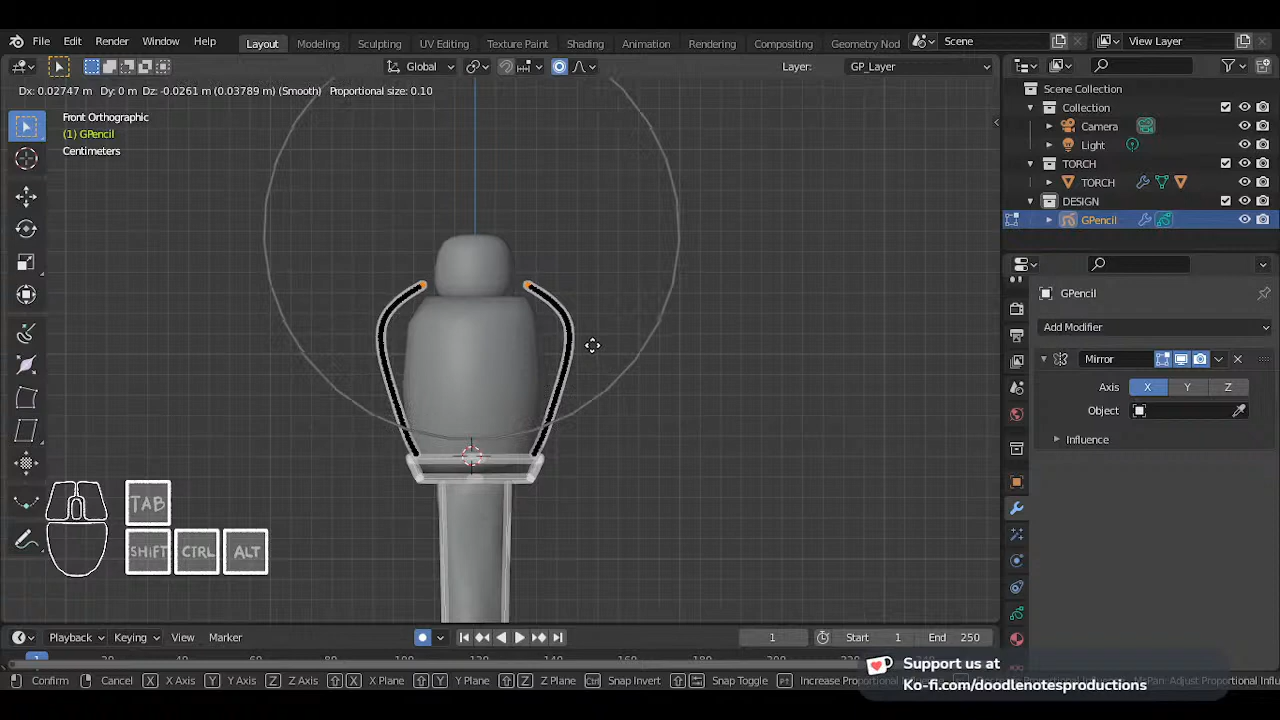 File Edit Render Window Help Layout Modeling Sculpting UV Editing Texture Paint Shading Animation Rendering Compositing Geometry Nod Scene View Layer
Global Layer: GP_Layer
Dx: 0.02747 m Dy: 0 m Dz: -0.0261 m (0.03789 m) (Smooth) Proportional size: 0.10
Front Orthographic
(1) GPencil
Centimeters
Scene Collection
Collection
Camera
Light
TORCH
TORCH
DESIGN
GPencil
GPencil
Add Modifier
Mirror
Axis X Y Z
Object
Influence
TAB
SHIFT CTRL ALT
Playback Keying View Marker 1 Start 1 End 250
1
Confirm Cancel X X Axis Y Y Axis Z Z Axis X X Plane Y Y Plane Z Z Plane Ctrl Snap Invert Snap Toggle Increase Proportional Influence
Support us at
Ko-fi.com/doodlenotesproductions